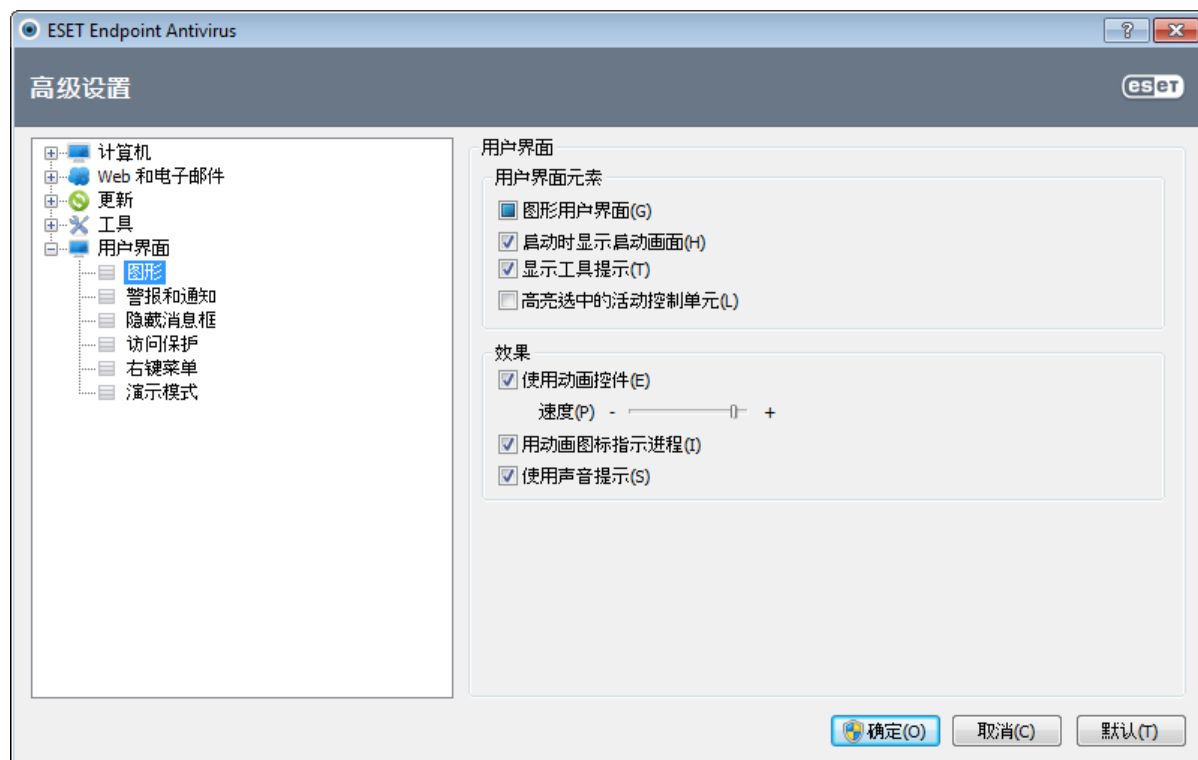 ESET Endpoint Antivirus
高级设置
eseT
计算机
Web 和电子邮件
更新
工具
用户界面
图形
警报和通知
隐藏消息框
访问保护
右键菜单
演示模式
用户界面
用户界面元素
图形用户界面(G)
启动时显示启动画面(H)
显示工具提示(T)
高亮选中的活动控制单元(L)
效果
使用动画控件(E)
速度(P) - +
用动画图标指示进程(I)
使用声音提示(S)
确定(O) 取消(C) 默认(T)